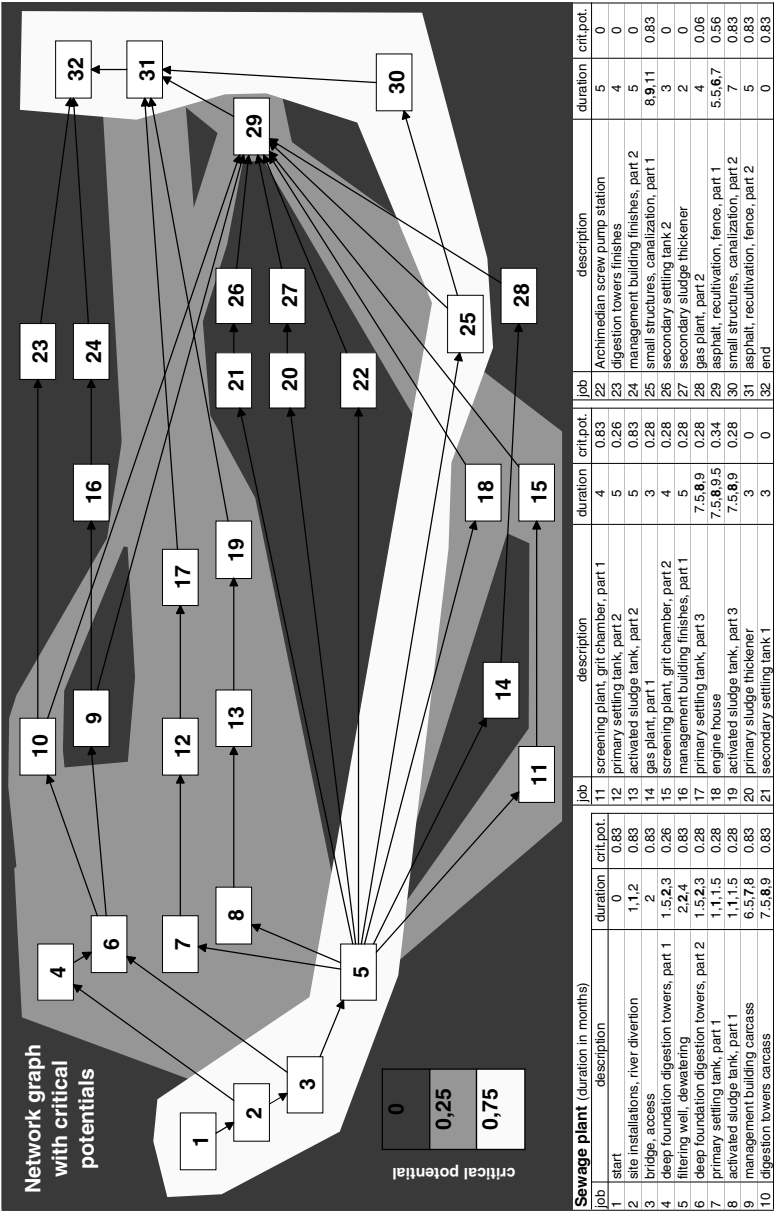 Network graph
with critical
potentials
32
31
30
29
23
24
26
27
28
21
20
22
25
16
17
19
18
15
10
9
12
13
14
11
4
6
7
8
5
1
2
3
critical potential
0
0,25
0,75
Sewage plant (duration in months)
job description duration crit.pot.
1 start 0 0.83
2 site installations, river divertion 1,1,2 0.83
3 bridge, access 2 0.83
4 deep foundation digestion towers, part 1 1.5,2,3 0.26
5 filtering well, dewatering 2,2,4 0.83
6 deep foundation digestion towers, part 2 1.5,2,3 0.28
7 primary settling tank, part 1 1,1,1.5 0.28
8 activated sludge tank, part 1 1,1,1.5 0.28
9 management building carcass 6.5,7,8 0.83
10 digestion towers carcass 7.5,8,9 0.83
job description duration crit.pot.
11 screening plant, grit chamber, part 1 4 0.83
12 primary settling tank, part 2 5 0.26
13 activated sludge tank, part 2 5 0.83
14 gas plant, part 1 3 0.28
15 screening plant, grit chamber, part 2 4 0.28
16 management building finishes, part 1 5 0.28
17 primary settling tank, part 3 7.5,8,9 0.28
18 engine house 7.5,8,9.5 0.34
19 activated sludge tank, part 3 7.5,8,9 0.28
20 primary sludge thickener 3 0
21 secondary settling tank 1 3 0
job description duration crit.pot.
22 Archimedian screw pump station 5 0
23 digestion towers finishes 4 0
24 management building finishes, part 2 5 0
25 small structures, canalization, part 1 8,9,11 0.83
26 secondary settling tank 2 3 0
27 secondary sludge thickener 2 0
28 gas plant, part 2 4 0.06
29 asphalt, recultivation, fence, part 1 5.5,6,7 0.56
30 small structures, canalization, part 2 7 0.83
31 asphalt, recultivation, fence, part 2 5 0.83
32 end 0 0.83